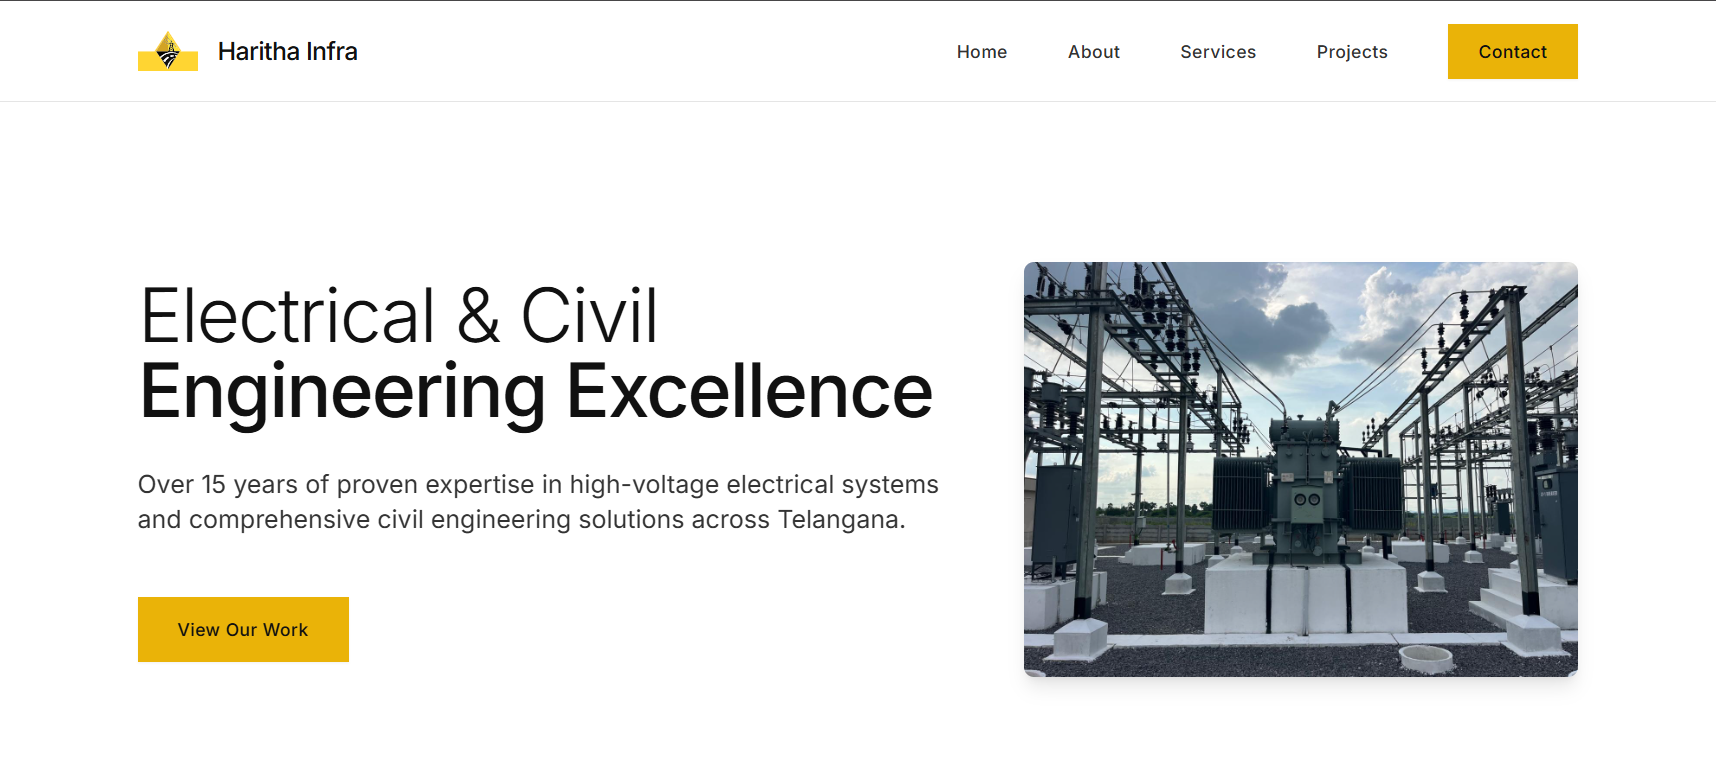 Haritha Infra
Home
About
Services
Projects
Contact
Electrical & Civil
Engineering Excellence
Over 15 years of proven expertise in high-voltage electrical systems
and comprehensive civil engineering solutions across Telangana.
View Our Work